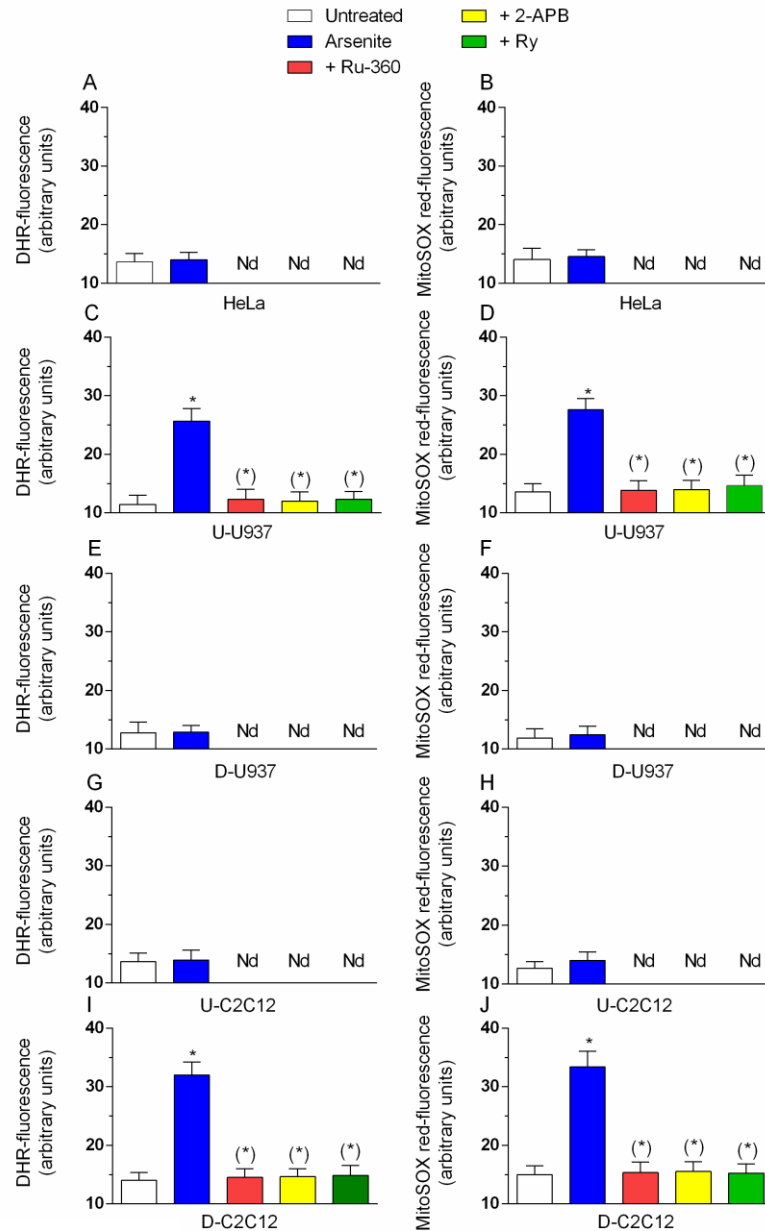 Untreated
Arsenite
+ Ru-360
+ 2-APB
+ Ry
A
DHR-fluorescence
(arbitrary units)
40
30
20
10
Nd Nd Nd
HeLa
B
MitoSOX red-fluorescence
(arbitrary units)
40
30
20
10
Nd Nd Nd
HeLa
C
DHR-fluorescence
(arbitrary units)
40
30
20
10
*
(*) (*) (*)
U-U937
D
MitoSOX red-fluorescence
(arbitrary units)
40
30
20
10
*
(*) (*) (*)
U-U937
E
DHR-fluorescence
(arbitrary units)
40
30
20
10
Nd Nd Nd
D-U937
F
MitoSOX red-fluorescence
(arbitrary units)
40
30
20
10
Nd Nd Nd
D-U937
G
DHR-fluorescence
(arbitrary units)
40
30
20
10
Nd Nd Nd
U-C2C12
H
MitoSOX red-fluorescence
(arbitrary units)
40
30
20
10
Nd Nd Nd
U-C2C12
I
DHR-fluorescence
(arbitrary units)
40
30
20
10
*
(*) (*) (*)
D-C2C12
J
MitoSOX red-fluorescence
(arbitrary units)
40
30
20
10
*
(*) (*) (*)
D-C2C12